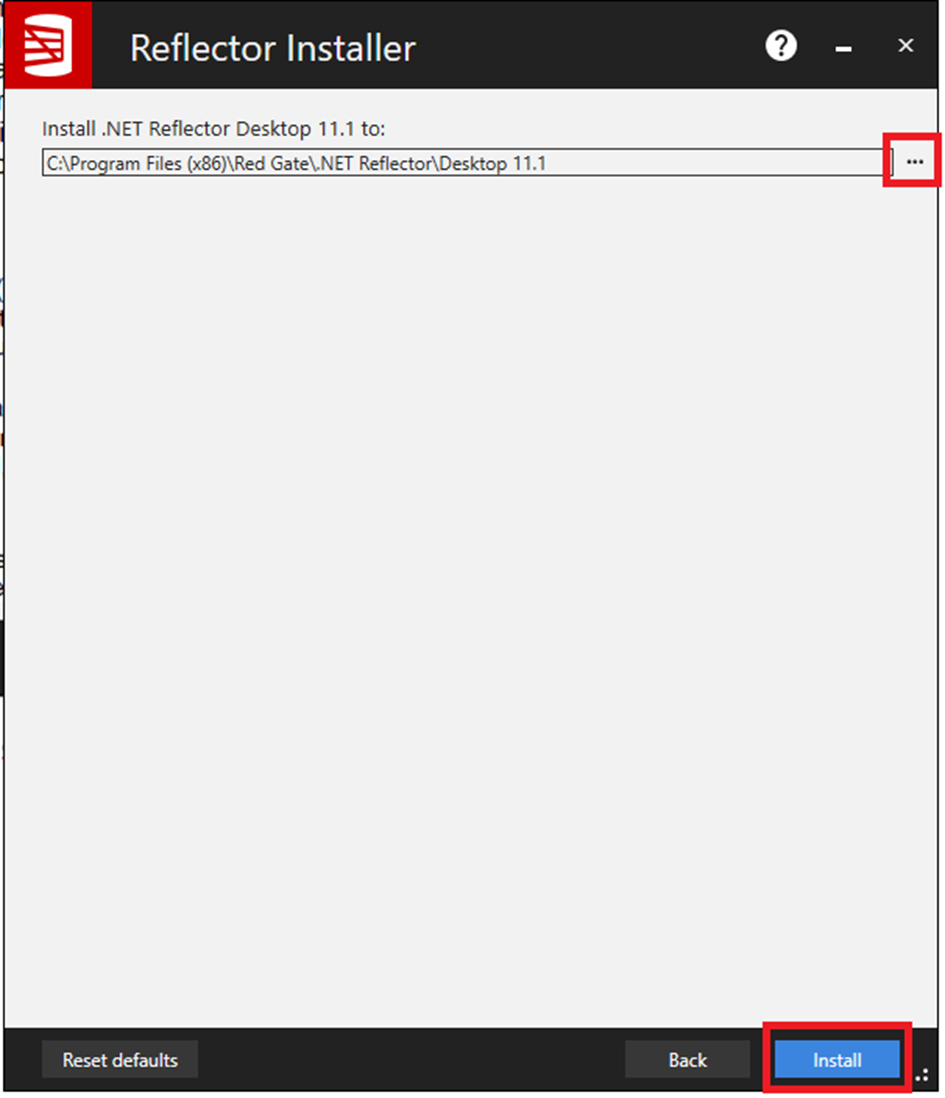 Reflector Installer
Install .NET Reflector Desktop 11.1 to:
C:\Program Files (x86)\Red Gate\.NET Reflector\Desktop 11.1
...
Reset defaults
Back
Install